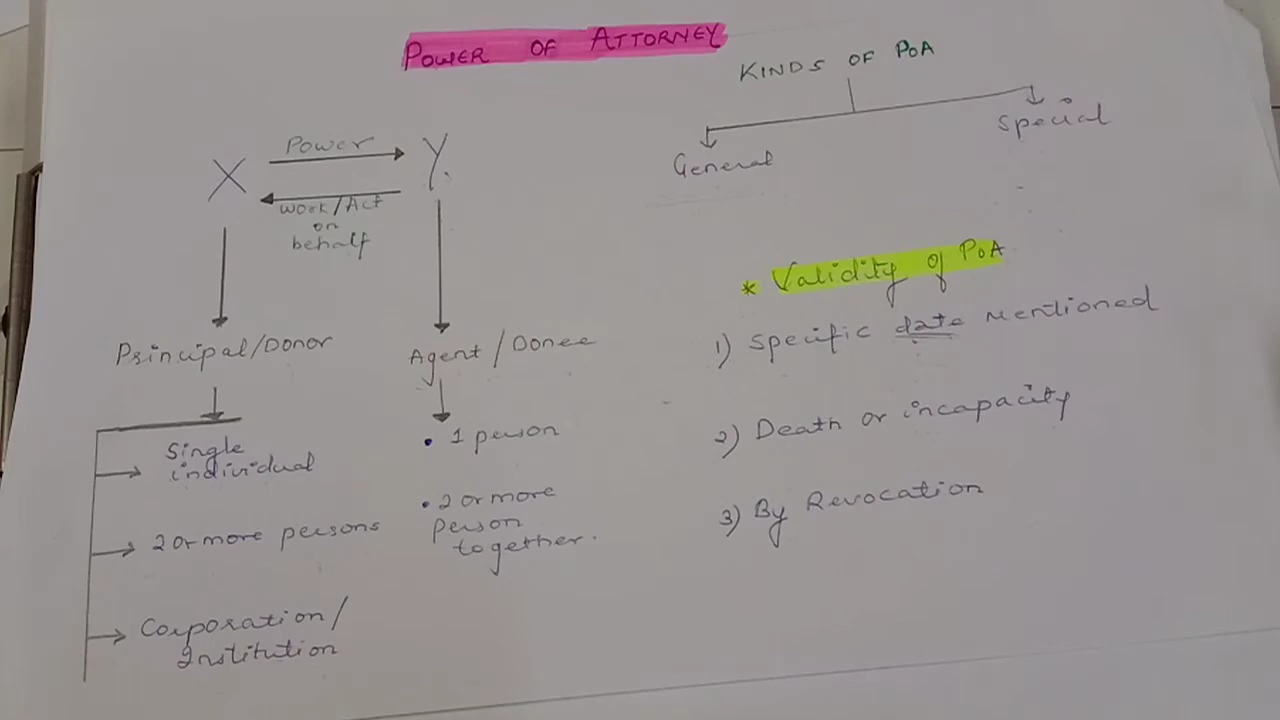 POWER OF ATTORNEY
X
Power
Y.
Work/Act
on
behalf
Principal/Donor
Agent/Donee
Single
individual
2 or more persons
Corporation/
Institution
• 1 person
• 2 or more
person
together.
KINDS OF POA
General
Special
* Validity of POA
1) Specific date mentioned
2) Death or incapacity
3) By Revocation